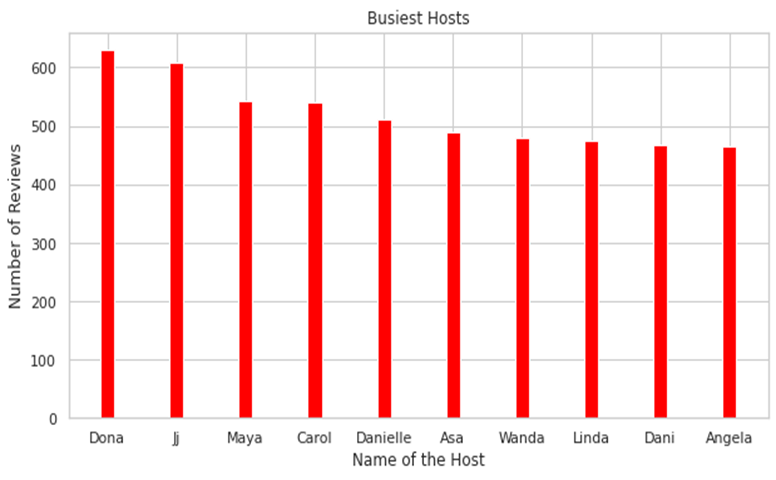 Busiest Hosts
Number of Reviews
600
500
400
300
200
100
0
Dona Jj Maya Carol Danielle Asa Wanda Linda Dani Angela
Name of the Host